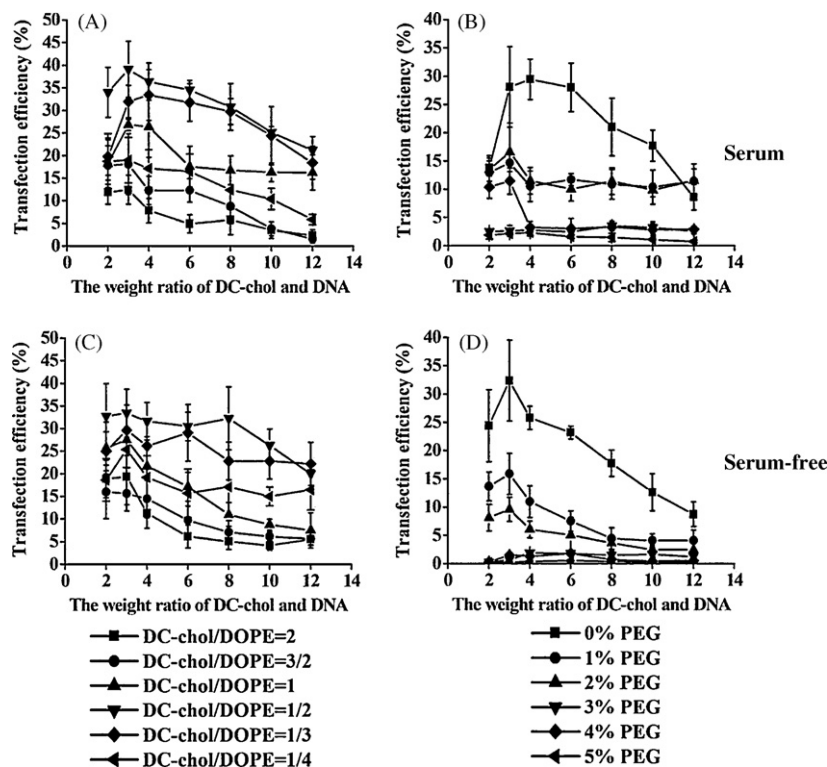 (A)
Transfection efficiency (%)
50
45
40
35
30
25
20
15
10
5
0
0 2 4 6 8 10 12 14
The weight ratio of DC-chol and DNA
(B)
Transfection efficiency (%)
40
35
30
25
20
15
10
5
0
0 2 4 6 8 10 12 14
The weight ratio of DC-chol and DNA
Serum
(C)
Transfection efficiency (%)
50
45
40
35
30
25
20
15
10
5
0
0 2 4 6 8 10 12 14
The weight ratio of DC-chol and DNA
(D)
Transfection efficiency (%)
40
35
30
25
20
15
10
5
0
0 2 4 6 8 10 12 14
The weight ratio of DC-chol and DNA
Serum-free
DC-chol/DOPE=2
DC-chol/DOPE=3/2
DC-chol/DOPE=1
DC-chol/DOPE=1/2
DC-chol/DOPE=1/3
DC-chol/DOPE=1/4
0% PEG
1% PEG
2% PEG
3% PEG
4% PEG
5% PEG